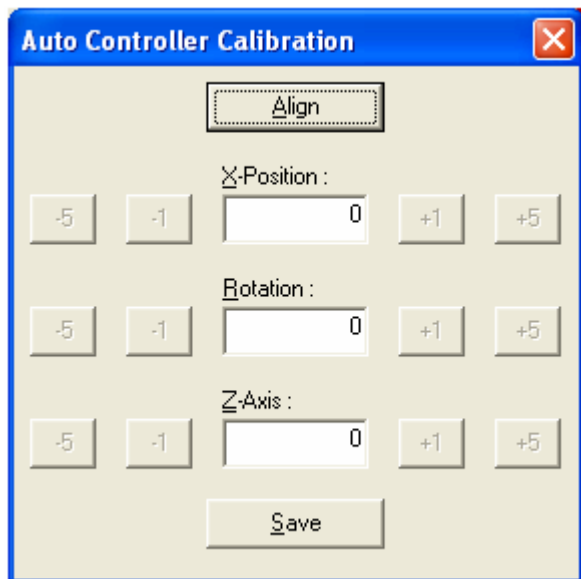 Auto Controller Calibration
Align
X-Position :
-5 -1 0 +1 +5
Rotation :
-5 -1 0 +1 +5
Z-Axis :
-5 -1 0 +1 +5
Save